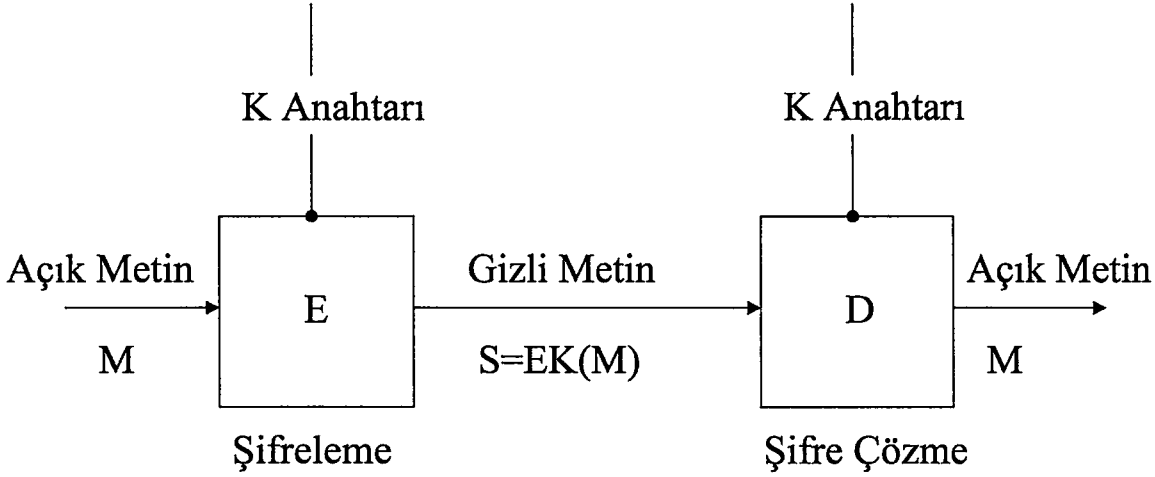 K Anahtarı
K Anahtarı
Açık Metin
E
Gizli Metin
D
Açık Metin
M
S=EK(M)
M
Şifreleme
Şifre Çözme